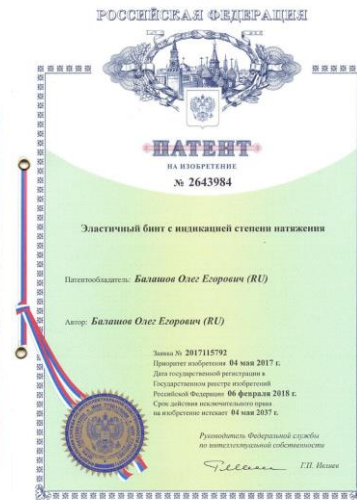 РОССИЙСКАЯ ФЕДЕРАЦИЯ
ПАТЕНТ
НА ИЗОБРЕТЕНИЕ
№ 2643984
Эластичный бинт с индикацией степени натяжения
Патентообладатель: Балашов Олег Егорович (RU)
Автор: Балашов Олег Егорович (RU)
Заявка № 2017115792
Приоритет изобретения 04 мая 2017 г.
Дата государственной регистрации в
Государственном реестре изобретений
Российской Федерации 06 февраля 2018 г.
Срок действия исключительного права
на изобретение истекает 04 мая 2037 г.
Руководитель Федеральной службы
по интеллектуальной собственности
Г.П. Ивлиев